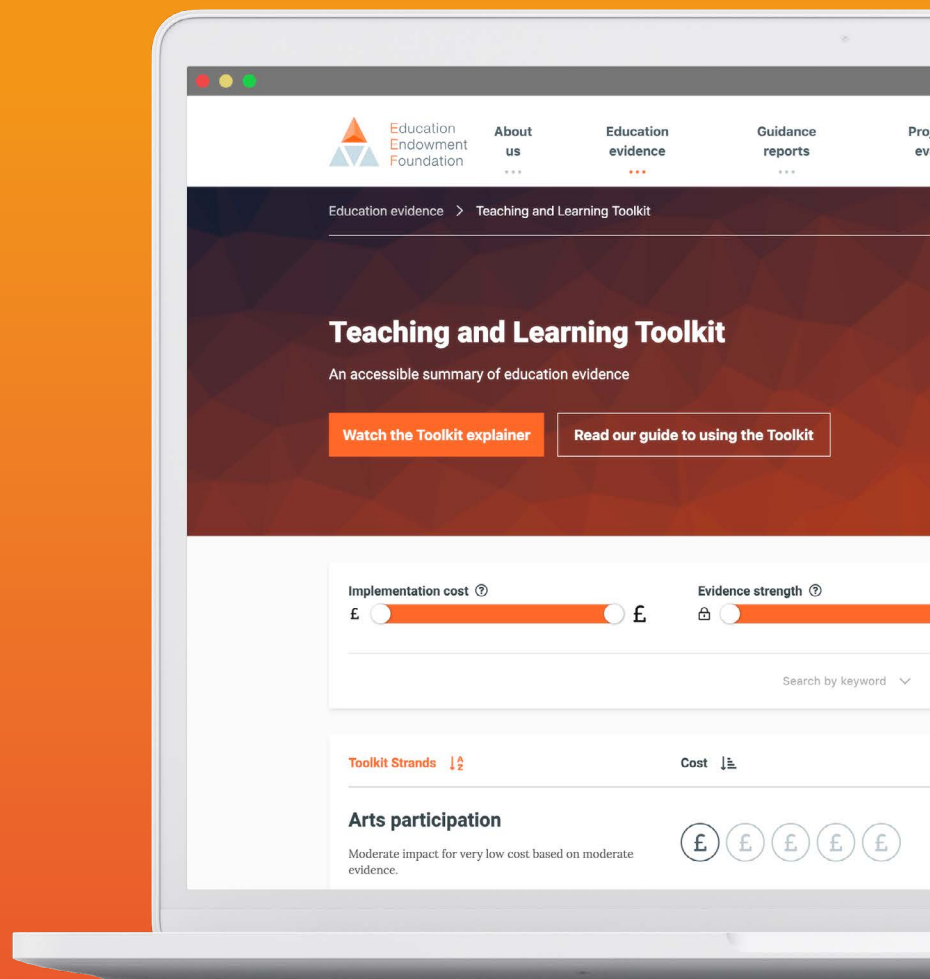 Education
Endowment
Foundation
About
us
Education
evidence
Guidance
reports
Education evidence > Teaching and Learning Toolkit
Teaching and Learning Toolkit
An accessible summary of education evidence
Watch the Toolkit explainer
Read our guide to using the Toolkit
Implementation cost
£ £
Evidence strength
Search by keyword
Toolkit Strands
Cost
Arts participation
Moderate impact for very low cost based on moderate
evidence.
£ £ £ £ £